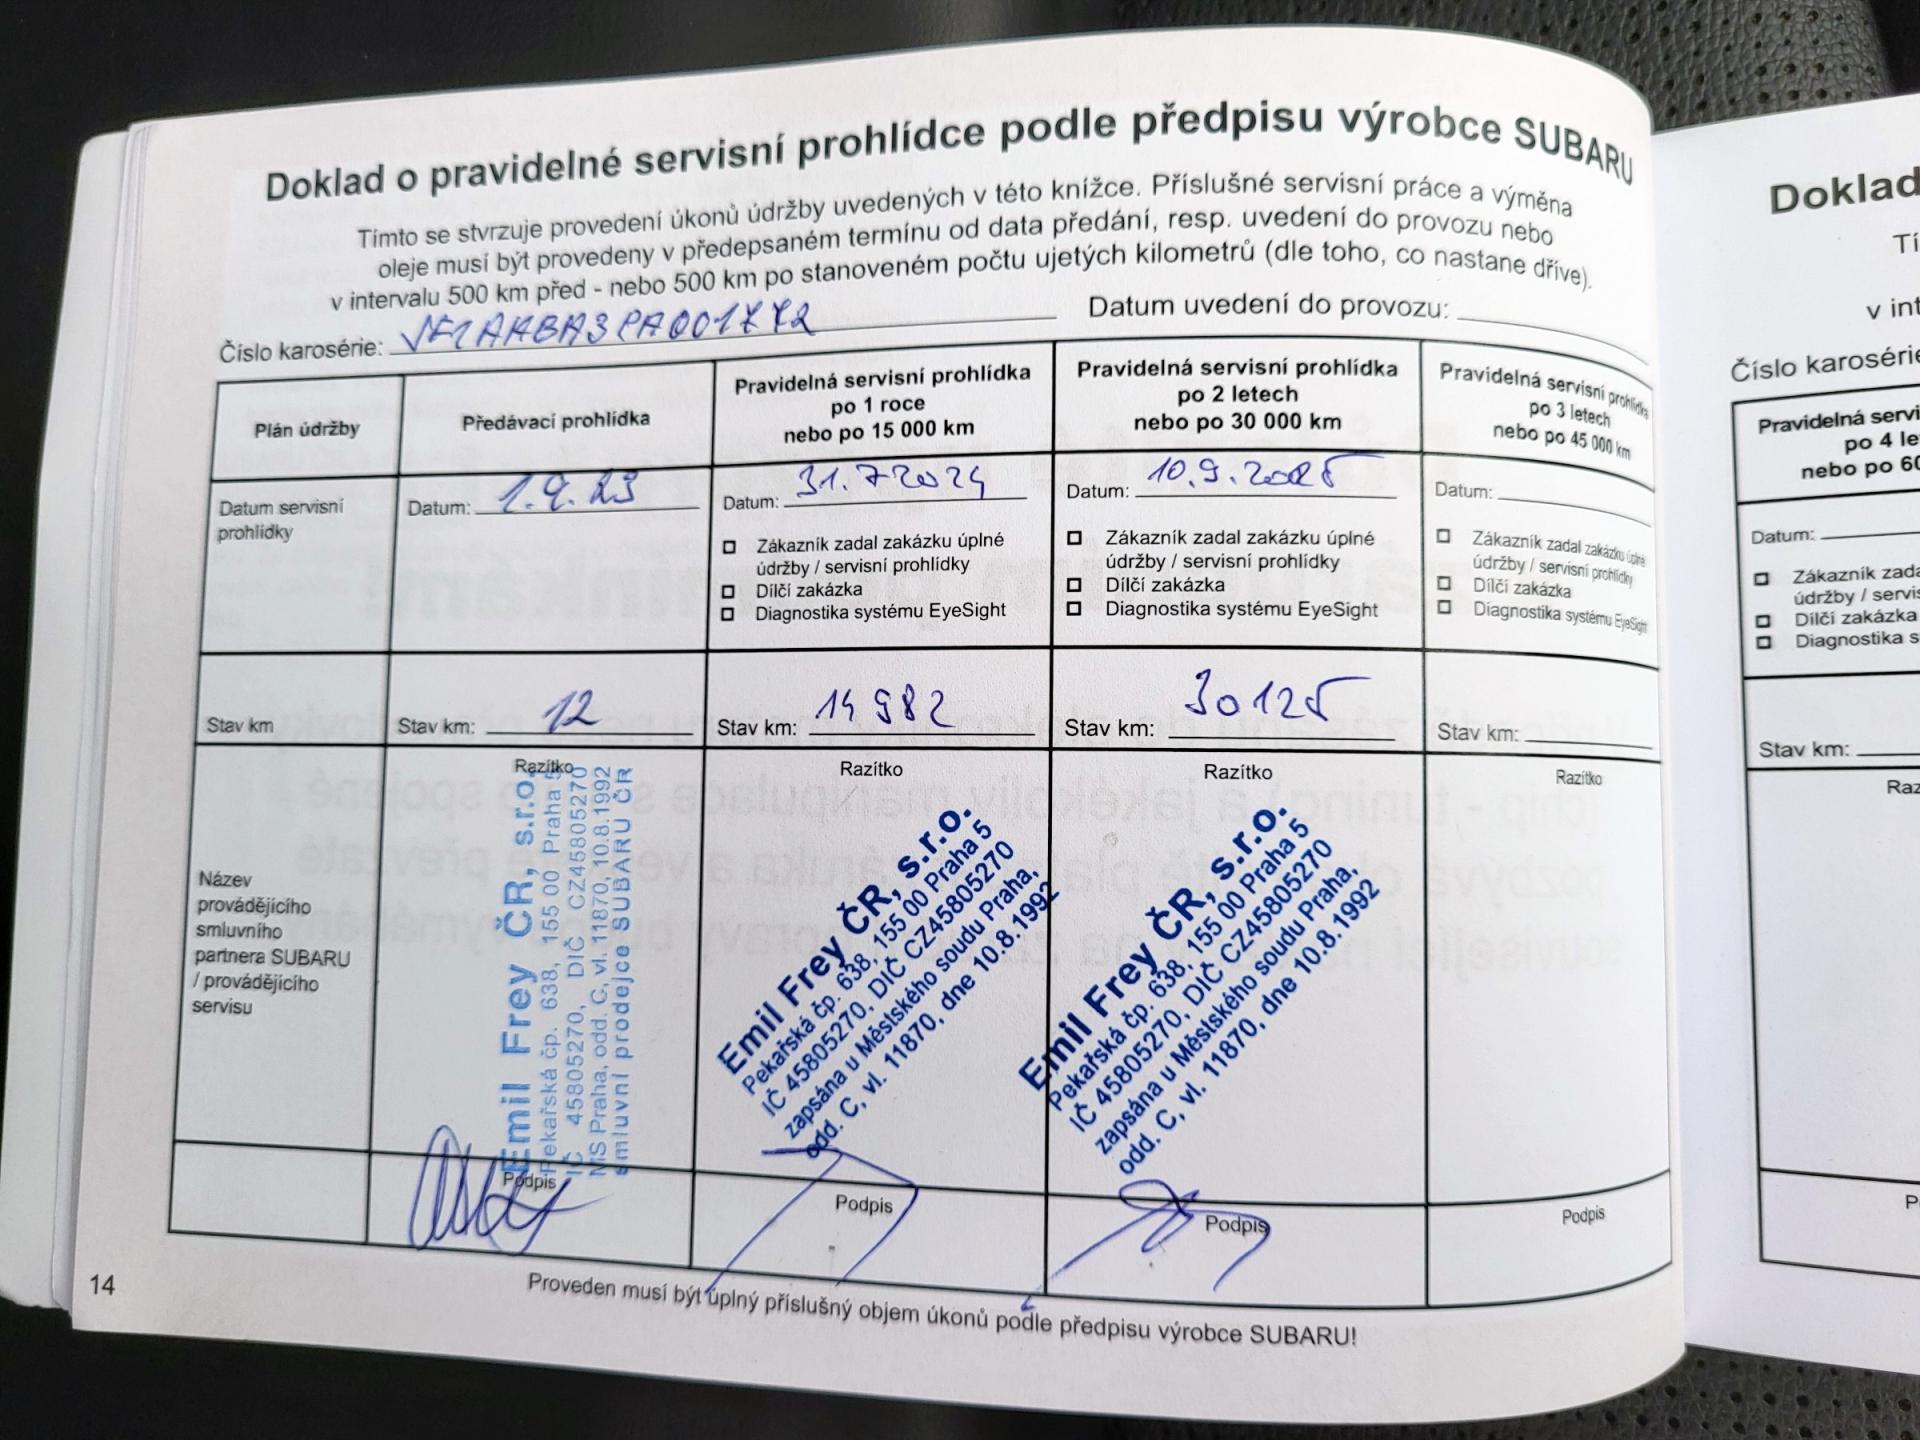 Doklad o pravidelné servisní prohlídce podle předpisu výrobce SUBARU
Tímto se stvrzuje provedení úkonů údržby uvedených v této knížce. Příslušné servisní práce a výměna
oleje musí být provedeny v předepsaném termínu od data předání, resp. uvedení do provozu nebo
v intervalu 500 km před - nebo 500 km po stanoveném počtu ujetých kilometrů (dle toho, co nastane dříve).
Číslo karosérie:
Datum uvedení do provozu:
Plán údržby
Předávací prohlídka
Pravidelná servisní prohlídka
po 1 roce
nebo po 15 000 km
Pravidelná servisní prohlídka
po 2 letech
nebo po 30 000 km
Pravidelná servisní prohlídka
po 3 letech
nebo po 45 000 km
Datum servisní
prohlídky
Datum:
Datum: 31.7.2024
Zákazník zadal zakázku úplné
údržby / servisní prohlídky
Dílčí zakázka
Diagnostika systému EyeSight
Datum: 10.9.2025
Zákazník zadal zakázku úplné
údržby / servisní prohlídky
Dílčí zakázka
Diagnostika systému EyeSight
Datum:
Zákazník zadal zakázku úplné
údržby / servisní prohlídky
Dílčí zakázka
Diagnostika systému EyeSight
Stav km
Stav km: 12
Stav km: 14 982
Stav km: 30125
Stav km:
Název
provádějícího
smluvního
partnera SUBARU
/ provádějícího
servisu
Razítko
Emil Frey ČR, s.r.o.
Pekařská čp. 638, 155 00 Praha 5
IČ 45805270, DIČ CZ45805270
MS Praha, odd. C, vl. 11870, 10.8.1992
smluvní prodejce SUBARU ČR
Razítko
Emil Frey ČR, s.r.o.
Pekařská čp. 638, 155 00 Praha 5
IČ 45805270, DIČ CZ45805270
zapsána u Městského soudu Praha,
odd. C, vl. 11870, dne 10.8.1992
Razítko
Emil Frey ČR, s.r.o.
Pekařská čp. 638, 155 00 Praha 5
IČ 45805270, DIČ CZ45805270
zapsána u Městského soudu Praha,
odd. C, vl. 11870, dne 10.8.1992
Razítko
Podpis
Podpis
Podpis
Podpis
14
Proveden musí být úplný příslušný objem úkonů podle předpisu výrobce SUBARU!
Doklad
v int
Číslo karosérie
Pravidelná servi
po 4 le
nebo po 60
Datum:
Zákazník zada
údržby / servis
Dílčí zakázka
Diagnostika s
Stav km:
Raz